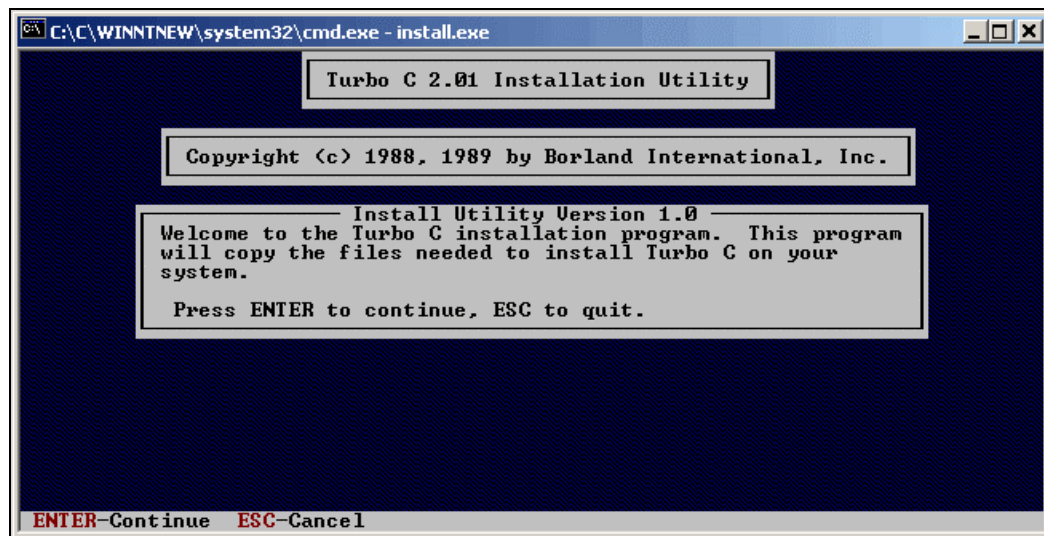 C:\C\WINNTNEW\system32\cmd.exe - install.exe
Turbo C 2.01 Installation Utility
Copyright (c) 1988, 1989 by Borland International, Inc.
Install Utility Version 1.0
Welcome to the Turbo C installation program.  This program
will copy the files needed to install Turbo C on your
system.
Press ENTER to continue, ESC to quit.
ENTER-Continue  ESC-Cancel